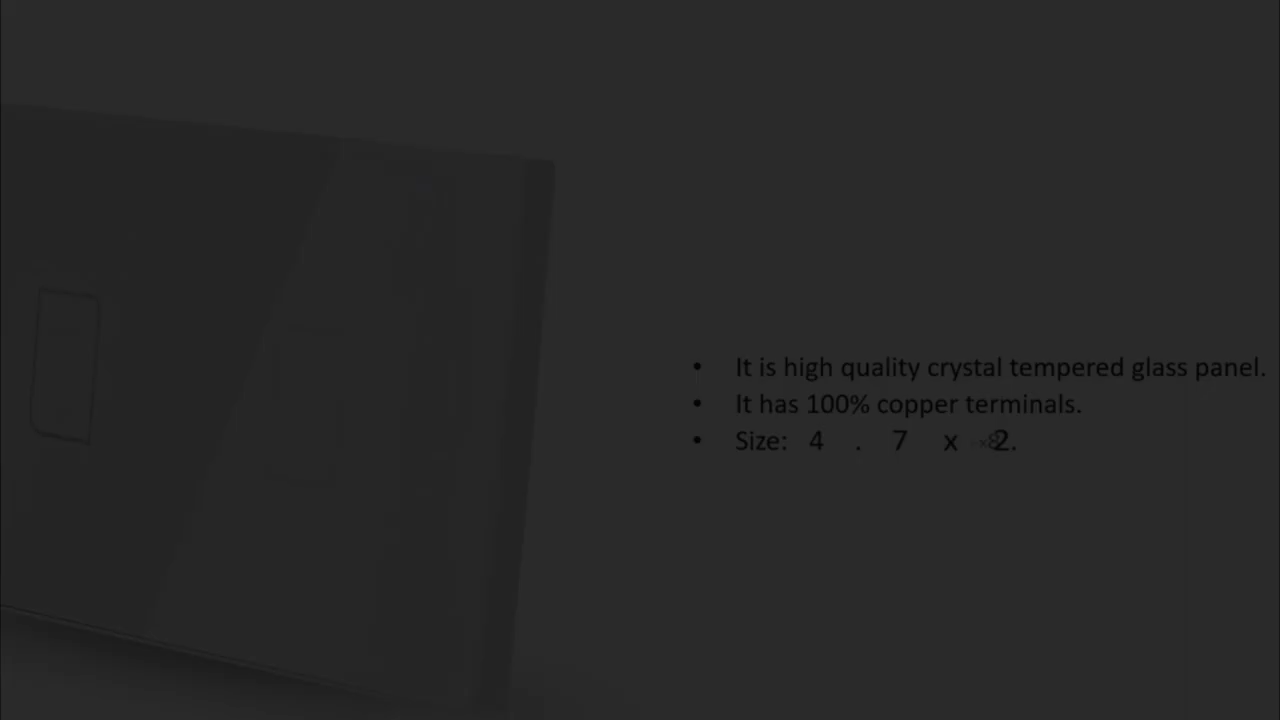 • It is high quality crystal tempered glass panel.
• It has 100% copper terminals.
• Size: 4 . 7 x